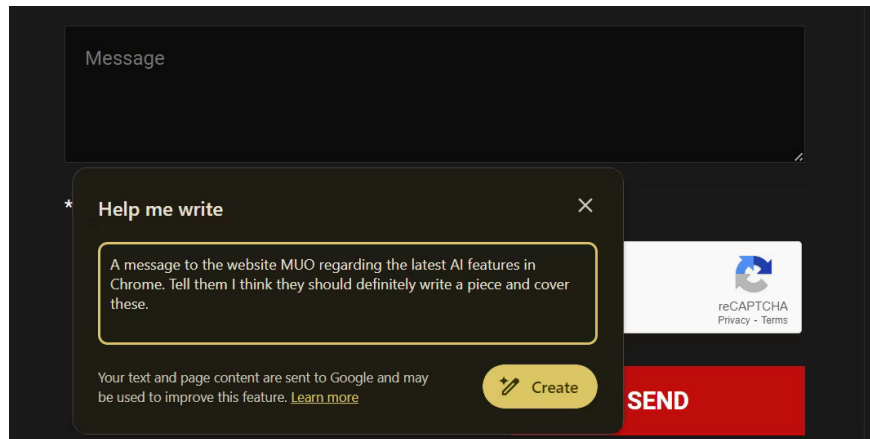 Message
*
Help me write
A message to the website MUO regarding the latest AI features in
Chrome. Tell them I think they should definitely write a piece and cover
these.
reCAPTCHA
Privacy - Terms
Your text and page content are sent to Google and may
be used to improve this feature. Learn more
Create
SEND